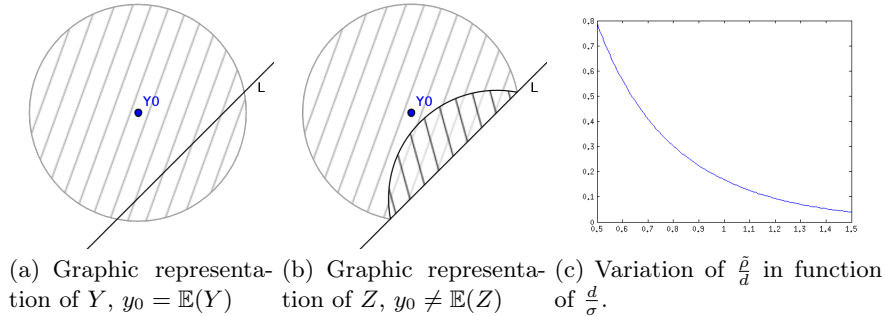 Y0
L
Y0
L
0.8
0.7
0.6
0.5
0.4
0.3
0.2
0.1
0
0.5 0.6 0.7 0.8 0.9 1 1.1 1.2 1.3 1.4 1.5
(a) Graphic representa-
tion of Y, y₀ = 𝔼(Y)
(b) Graphic representa-
tion of Z, y₀ ≠ 𝔼(Z)
(c) Variation of ρ̃/d in function
of d/σ.